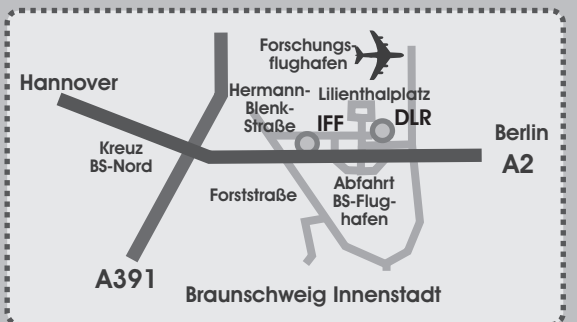 Forschungs-
flughafen
Hannover
Hermann-
Blenk-
Straße
Lilienthalplatz
IFF
DLR
Kreuz
BS-Nord
Berlin
A2
Forststraße
Abfahrt
BS-Flug-
hafen
A391
Braunschweig Innenstadt